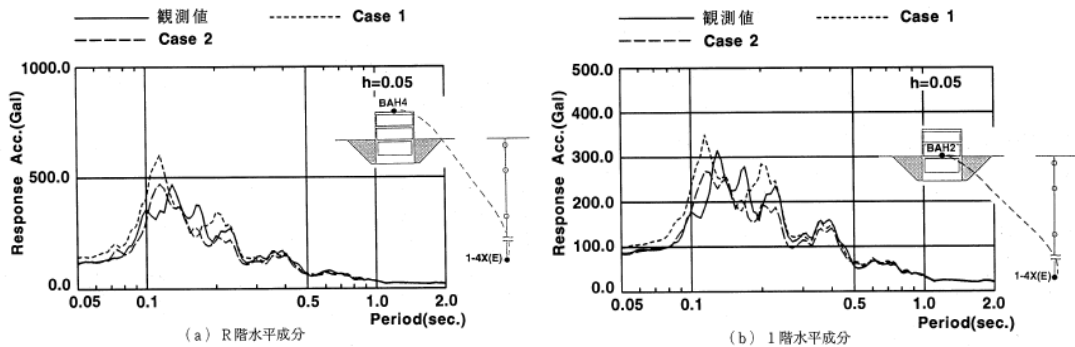 観測値
Case 1
Case 2
1000.0
500.0
0.0
Response Acc.(Gal)
h=0.05
BAH4
1-4X(E)
0.05
0.1
0.5
1.0
2.0
Period(sec.)
(a) R階水平成分
観測値
Case 1
Case 2
500.0
400.0
300.0
200.0
100.0
0.0
Response Acc.(Gal)
h=0.05
BAH2
1-4X(E)
0.05
0.1
0.5
1.0
2.0
Period(sec.)
(b) 1階水平成分